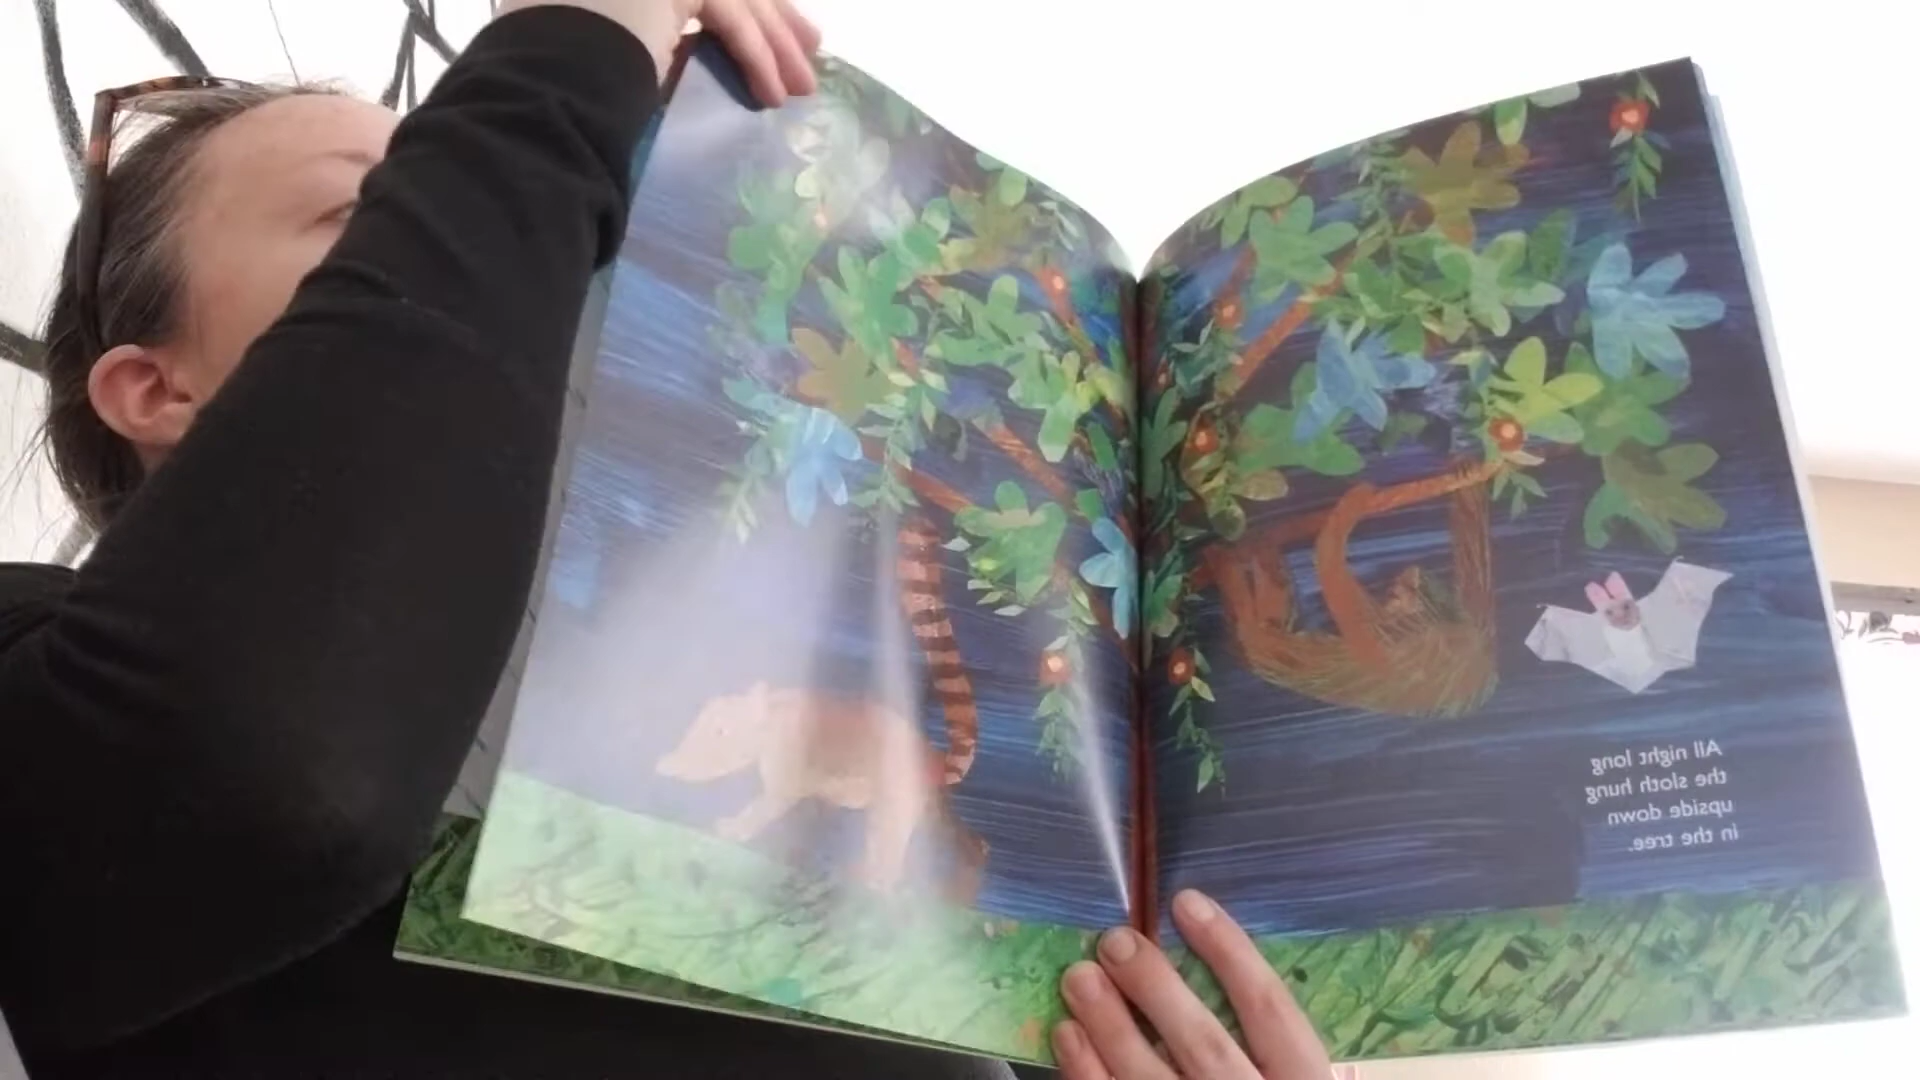 All night long
the sloth hung
upside down
in the tree.